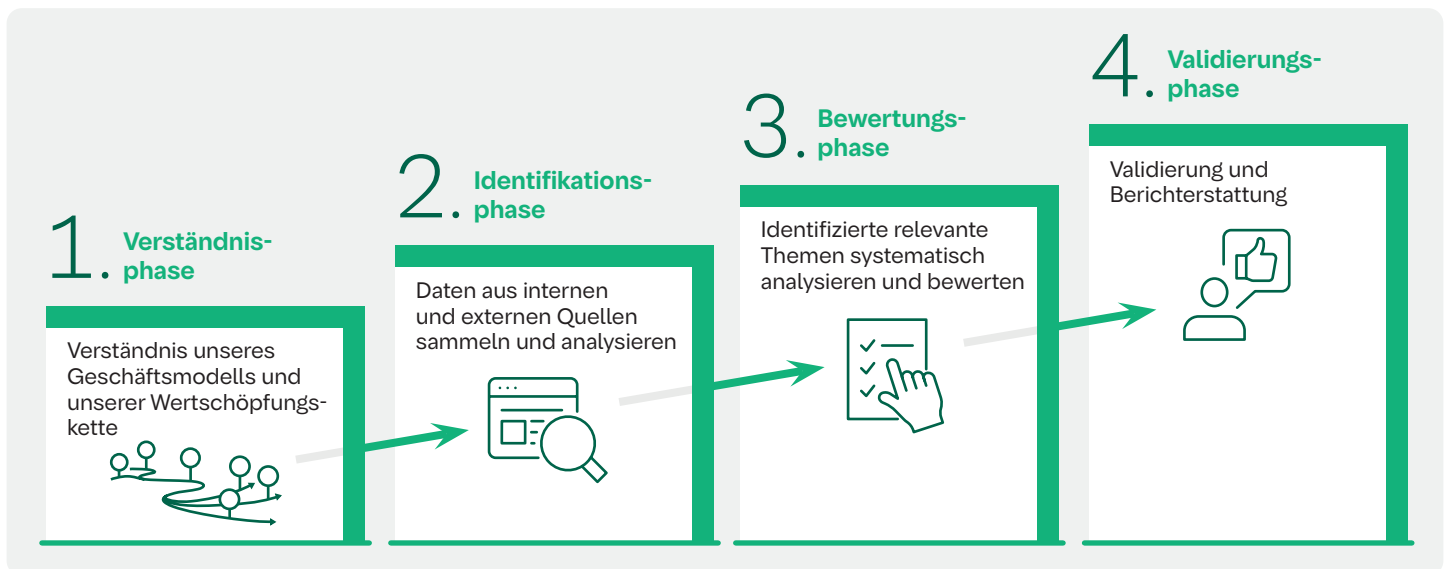 1.
Verständnis-
phase
Verständnis unseres
Geschäftsmodells und
unserer Wertschöpfungs-
kette
2.
Identifikations-
phase
Daten aus internen
und externen Quellen
sammeln und analysieren
3.
Bewertungs-
phase
Identifizierte relevante
Themen systematisch
analysieren und bewerten
4.
Validierungs-
phase
Validierung und
Berichterstattung